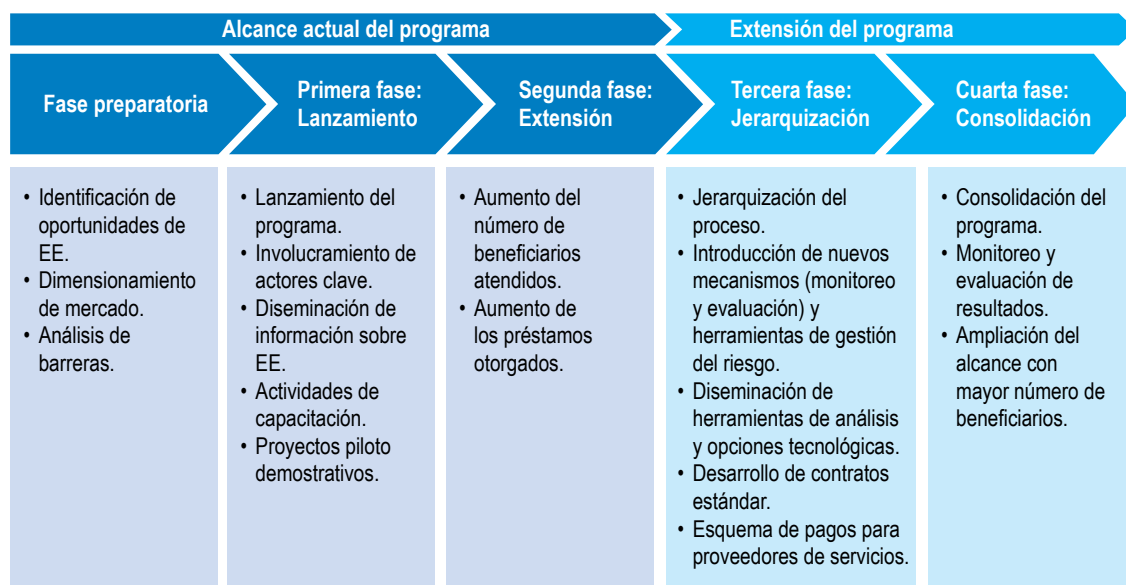 Alcance actual del programa
Extensión del programa
Fase preparatoria
Primera fase:
Lanzamiento
Segunda fase:
Extensión
Tercera fase:
Jerarquización
Cuarta fase:
Consolidación
• Identificación de
oportunidades de
EE.
• Dimensionamiento
de mercado.
• Análisis de
barreras.
• Lanzamiento del
programa.
• Involucramiento de
actores clave.
• Diseminación de
información sobre
EE.
• Actividades de
capacitación.
• Proyectos piloto
demostrativos.
• Aumento del
número de
beneficiarios
atendidos.
• Aumento de
los préstamos
otorgados.
• Jerarquización del
proceso.
• Introducción de nuevos
mecanismos (monitoreo
y evaluación) y
herramientas de gestión
del riesgo.
• Diseminación de
herramientas de análisis
y opciones tecnológicas.
• Desarrollo de contratos
estándar.
• Esquema de pagos para
proveedores de servicios.
• Consolidación del
programa.
• Monitoreo y
evaluación de
resultados.
• Ampliación del
alcance con
mayor número de
beneficiarios.